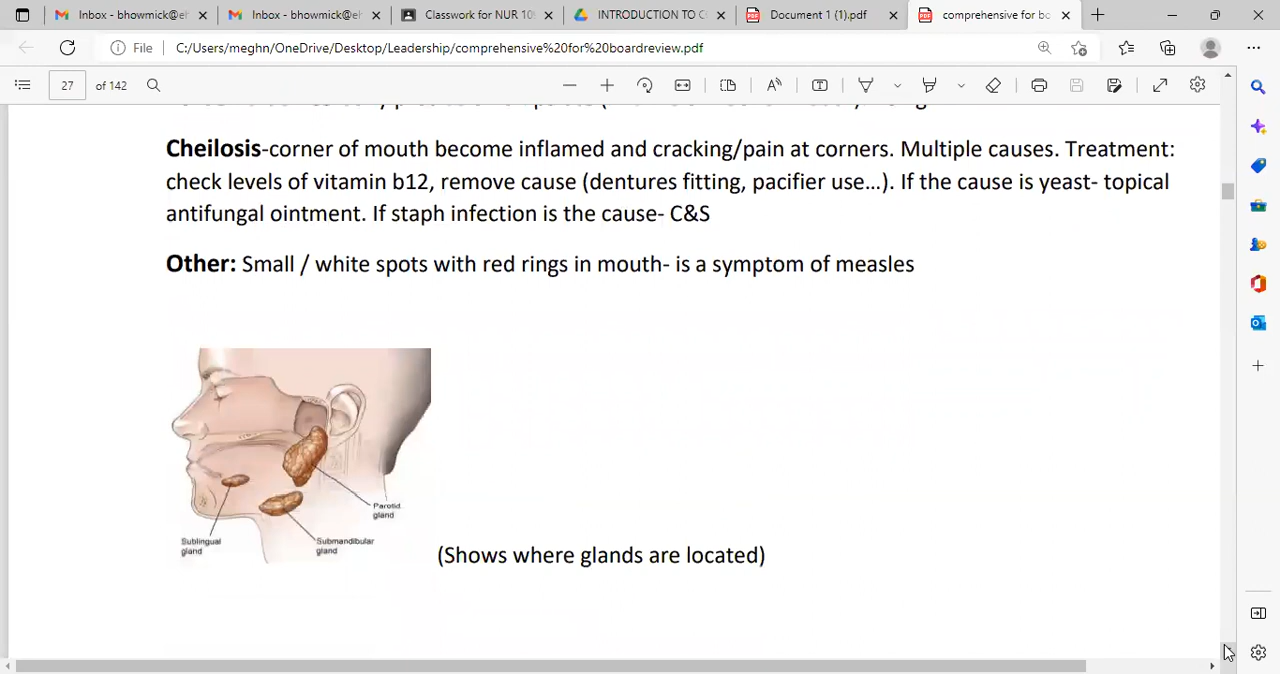 Inbox - bhowmick@eh
Inbox - bhowmick@eh
Classwork for NUR 10
INTRODUCTION TO C
Document 1 (1).pdf
comprehensive for bo
File
C:/Users/meghn/OneDrive/Desktop/Leadership/comprehensive%20for%20boardreview.pdf
27 of 142
Cheilosis-corner of mouth become inflamed and cracking/pain at corners. Multiple causes. Treatment:
check levels of vitamin b12, remove cause (dentures fitting, pacifier use...). If the cause is yeast- topical
antifungal ointment. If staph infection is the cause- C&S
Other: Small / white spots with red rings in mouth- is a symptom of measles
Parotid
gland
Sublingual
gland
Submandibular
gland
(Shows where glands are located)